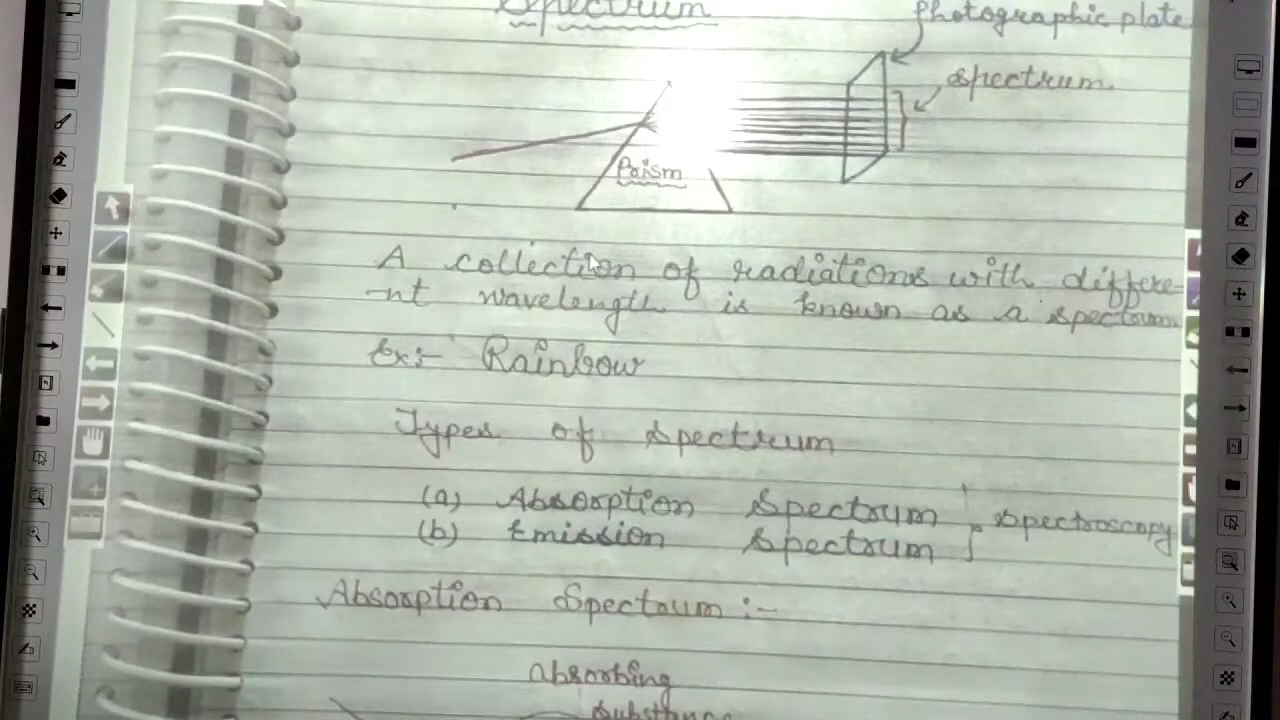 Spectrum
Photographic plate
spectrum
Prism
A collection of radiations with differe-
-nt wavelength is known as a spectrum.
Ex:- Rainbow
Types of spectrum
(a) Absorption spectrum
(b) Emission spectrum
spectroscopy
Absorption Spectrum :-
absorbing
substance